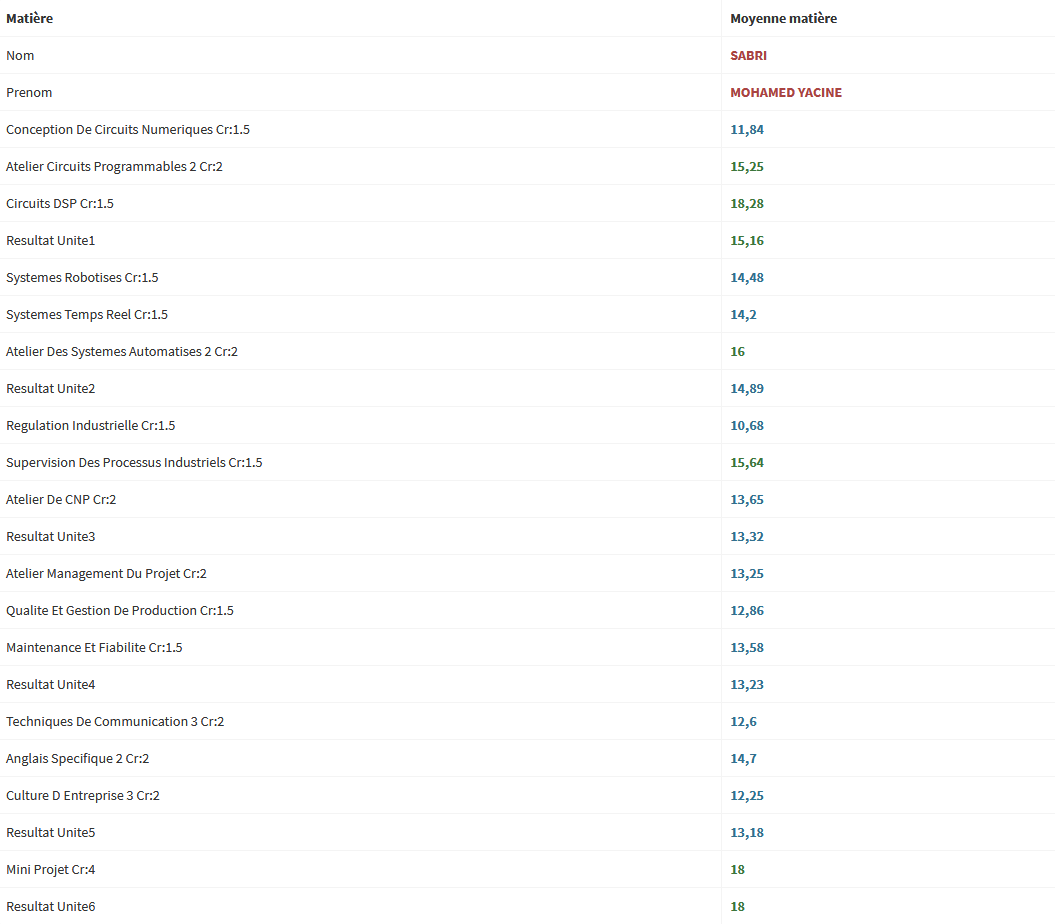 Matière Moyenne matière
Nom SABRI
Prenom MOHAMED YACINE
Conception De Circuits Numeriques Cr:1.5 11,84
Atelier Circuits Programmables 2 Cr:2 15,25
Circuits DSP Cr:1.5 18,28
Resultat Unite1 15,16
Systemes Robotises Cr:1.5 14,48
Systemes Temps Reel Cr:1.5 14,2
Atelier Des Systemes Automatises 2 Cr:2 16
Resultat Unite2 14,89
Regulation Industrielle Cr:1.5 10,68
Supervision Des Processus Industriels Cr:1.5 15,64
Atelier De CNP Cr:2 13,65
Resultat Unite3 13,32
Atelier Management Du Projet Cr:2 13,25
Qualite Et Gestion De Production Cr:1.5 12,86
Maintenance Et Fiabilite Cr:1.5 13,58
Resultat Unite4 13,23
Techniques De Communication 3 Cr:2 12,6
Anglais Specifique 2 Cr:2 14,7
Culture D Entreprise 3 Cr:2 12,25
Resultat Unite5 13,18
Mini Projet Cr:4 18
Resultat Unite6 18